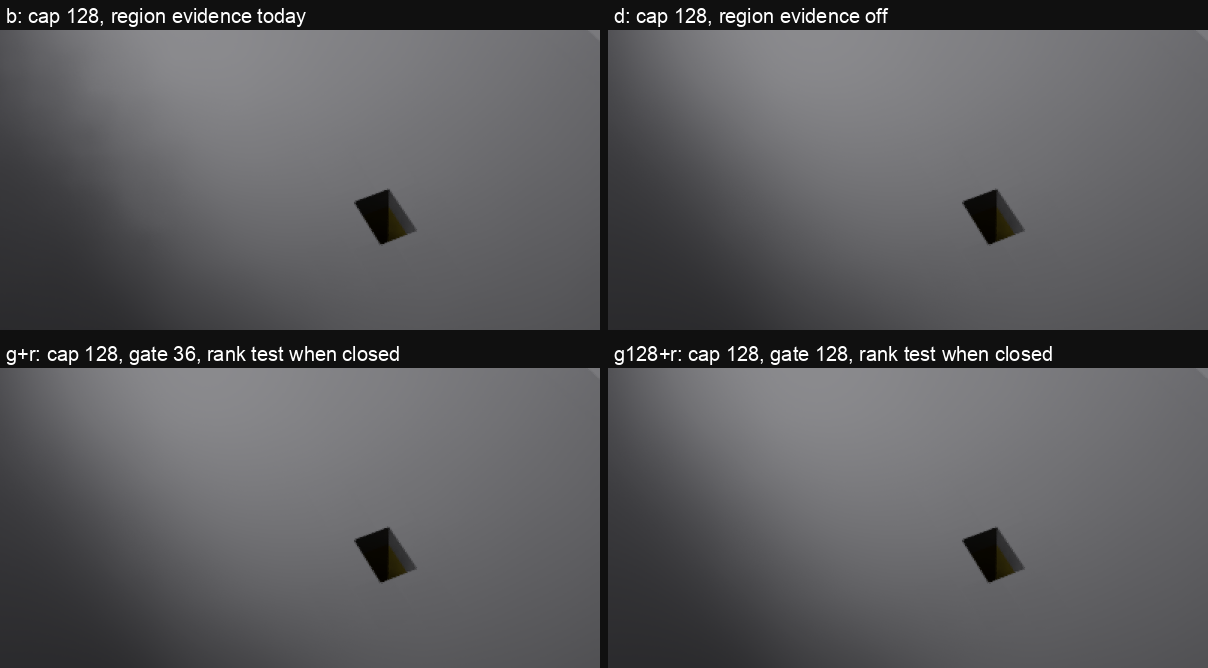 b: cap 128, region evidence today
d: cap 128, region evidence off
g+r: cap 128, gate 36, rank test when closed
g128+r: cap 128, gate 128, rank test when closed